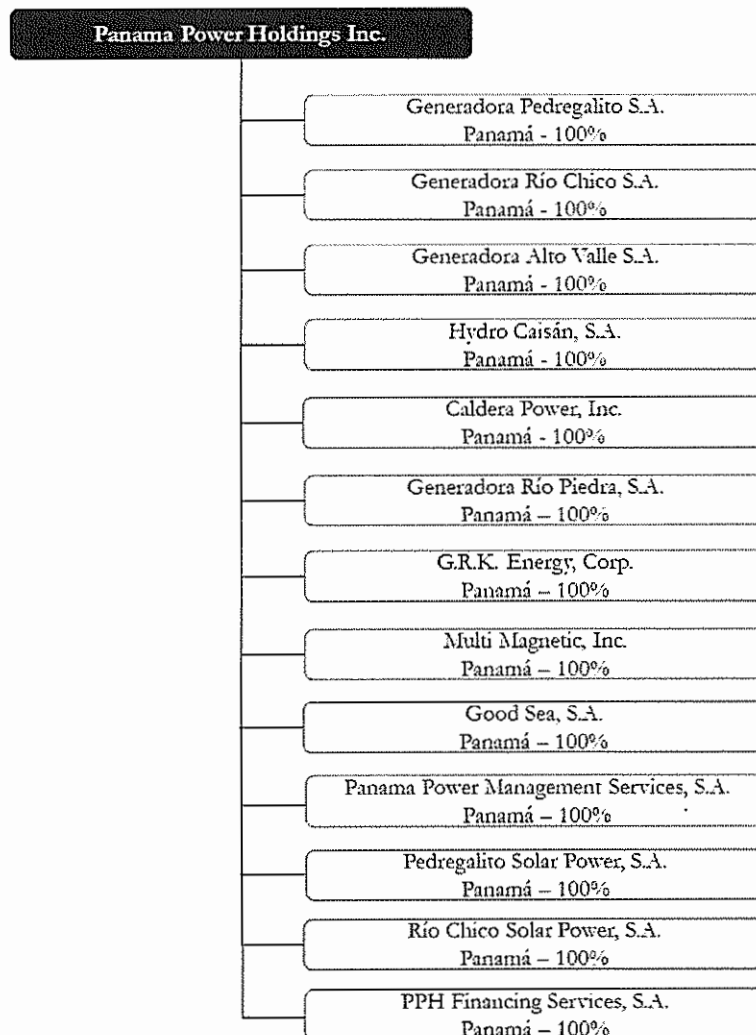 Panama Power Holdings Inc.
Generadora Pedregalito S.A.
Panamá - 100%
Generadora Río Chico S.A.
Panamá - 100%
Generadora Alto Valle S.A.
Panamá - 100%
Hydro Caisán, S.A.
Panamá - 100%
Caldera Power, Inc.
Panamá - 100%
Generadora Río Piedra, S.A.
Panamá – 100%
G.R.K. Energy, Corp.
Panamá – 100%
Multi Magnetic, Inc.
Panamá – 100%
Good Sea, S.A.
Panamá – 100%
Panama Power Management Services, S.A.
Panamá – 100%
Pedregalito Solar Power, S.A.
Panamá – 100%
Río Chico Solar Power, S.A.
Panamá – 100%
PPH Financing Services, S.A.
Panamá – 100%